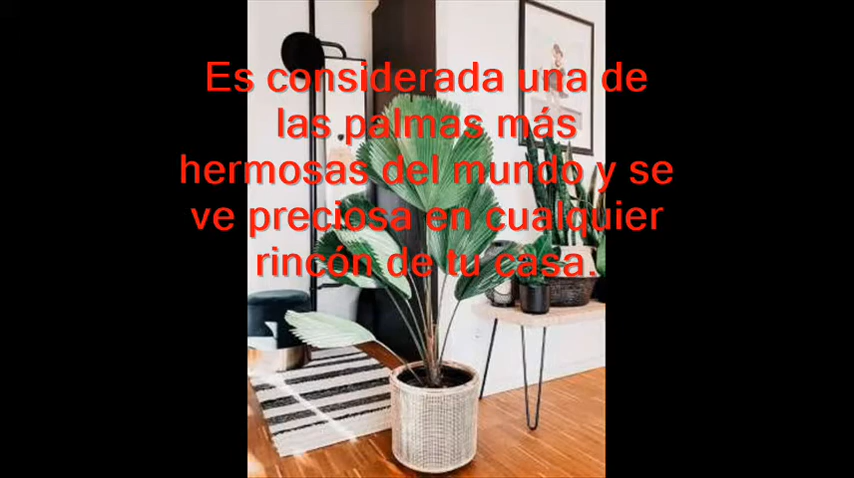 Es considerada una de
las palmas más
hermosas del mundo y se
ve preciosa en cualquier
rincón de tu casa.